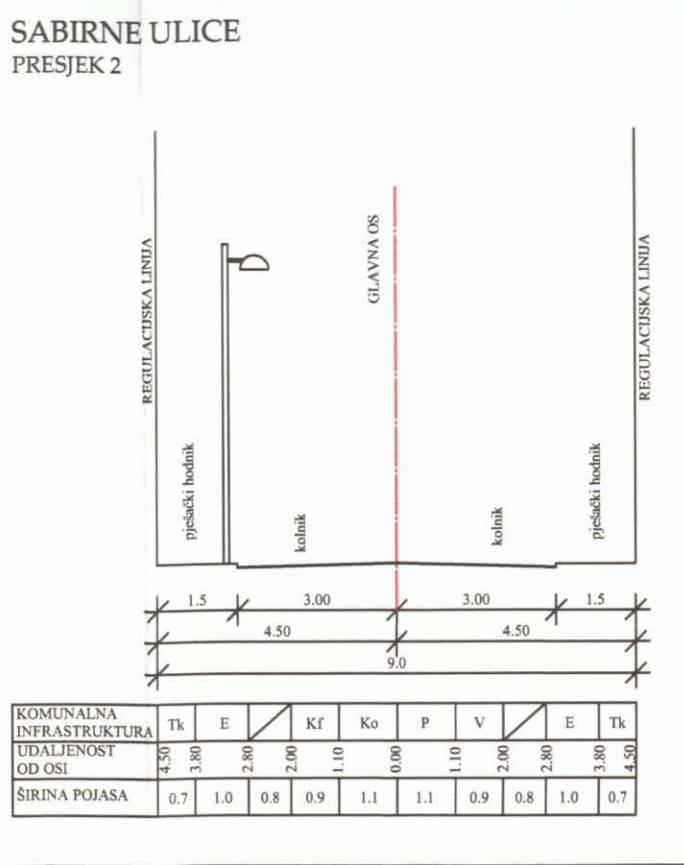 SABIRNE ULICE
PRESJEK 2
REGULACIJSKA LINIJA
GLAVNA OS
REGULACIJSKA LINIJA
pješački hodnik
kolnik
kolnik
pješački hodnik
1.5 3.00 3.00 1.5
4.50 4.50
9.0
KOMUNALNA
INFRASTRUKTURA Tk E Kf Ko P V E Tk
UDALJENOST
OD OSI 4.50 3.80 2.80 2.00 1.10 0.00 1.10 2.00 2.80 3.80 4.50
ŠIRINA POJASA 0.7 1.0 0.8 0.9 1.1 1.1 0.9 0.8 1.0 0.7